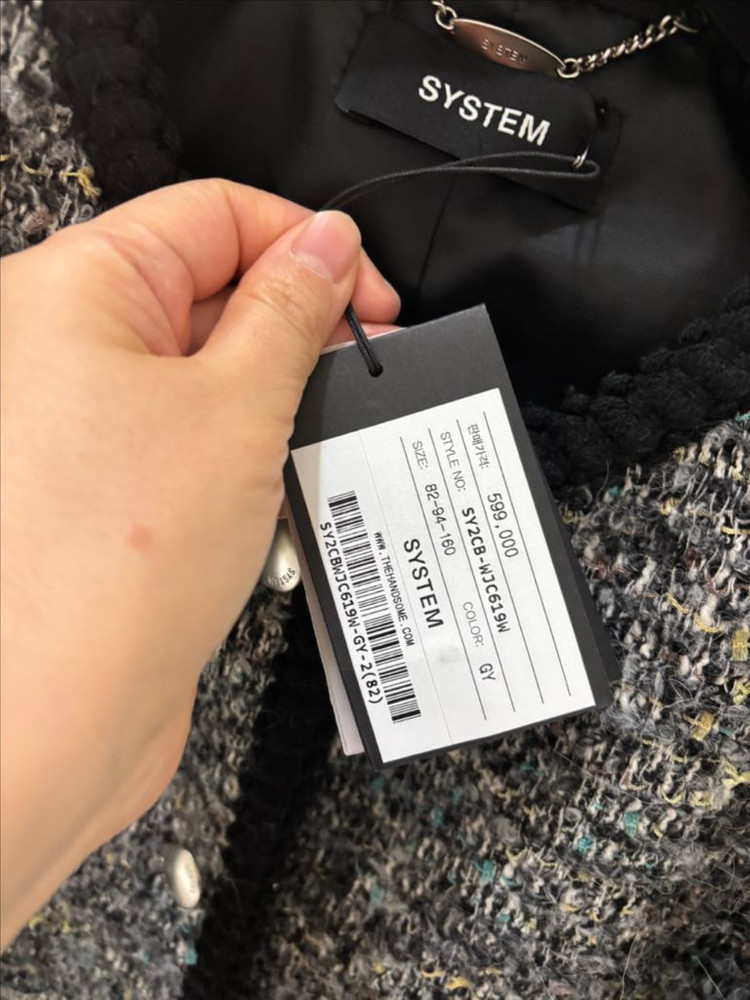 SYSTEM
SYSTEM
판매가격: 599,000
STYLE NO: SY2CB-WJC619W
SIZE: 82-94-160 COLOR: GY
SYSTEM
WWW.THEHANDSOME.COM
SY2CBWJC619W-GY-2(82)